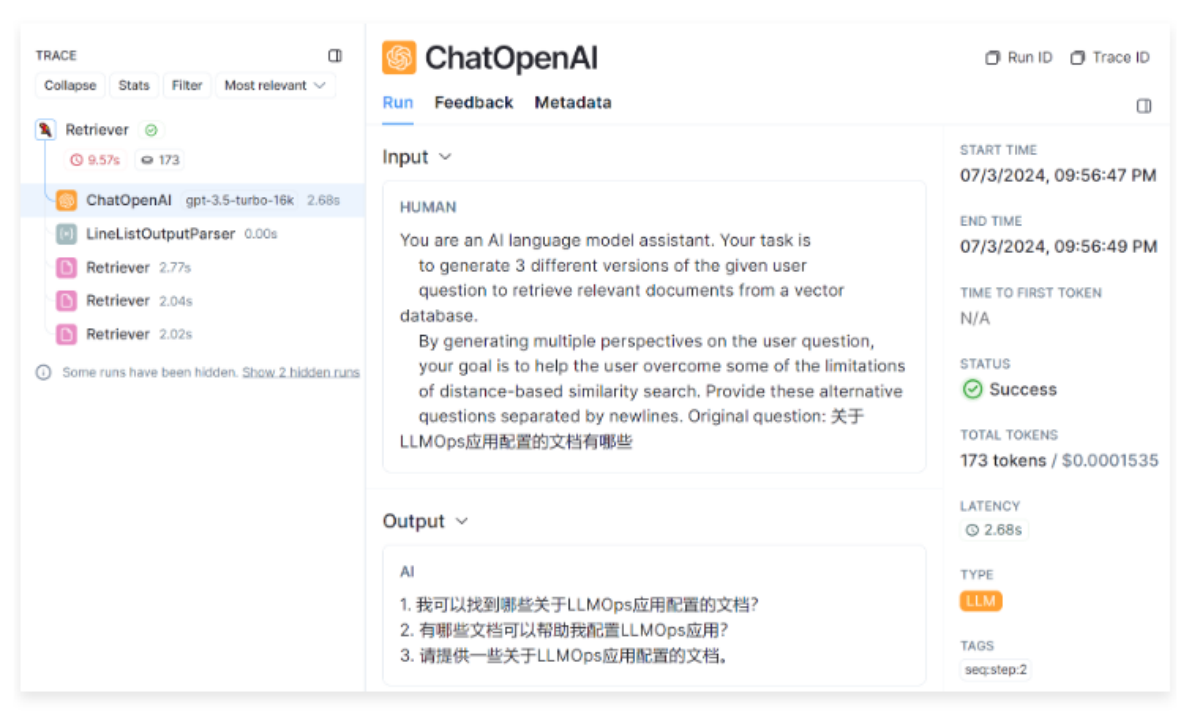 TRACE
Collapse Stats Filter Most relevant
Retriever
9.57s 173
ChatOpenAI gpt-3.5-turbo-16k 2.68s
LineListOutputParser 0.00s
Retriever 2.77s
Retriever 2.04s
Retriever 2.02s
Some runs have been hidden. Show 2 hidden runs
ChatOpenAI
Run ID Trace ID
Run Feedback Metadata
Input
HUMAN
You are an AI language model assistant. Your task is
to generate 3 different versions of the given user
question to retrieve relevant documents from a vector
database.
By generating multiple perspectives on the user question,
your goal is to help the user overcome some of the limitations
of distance-based similarity search. Provide these alternative
questions separated by newlines. Original question: 关于
LLMOps应用配置的文档有哪些
Output
AI
1. 我可以找到哪些关于LLMOps应用配置的文档?
2. 有哪些文档可以帮助我配置LLMOps应用?
3. 请提供一些关于LLMOps应用配置的文档。
START TIME
07/3/2024, 09:56:47 PM
END TIME
07/3/2024, 09:56:49 PM
TIME TO FIRST TOKEN
N/A
STATUS
Success
TOTAL TOKENS
173 tokens / $0.0001535
LATENCY
2.68s
TYPE
LLM
TAGS
seq:step:2